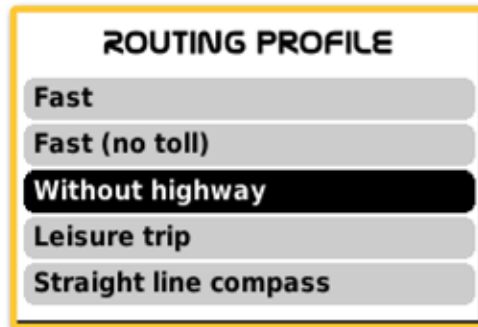 ROUTING PROFILE
Fast
Fast (no toll)
Without highway
Leisure trip
Straight line compass